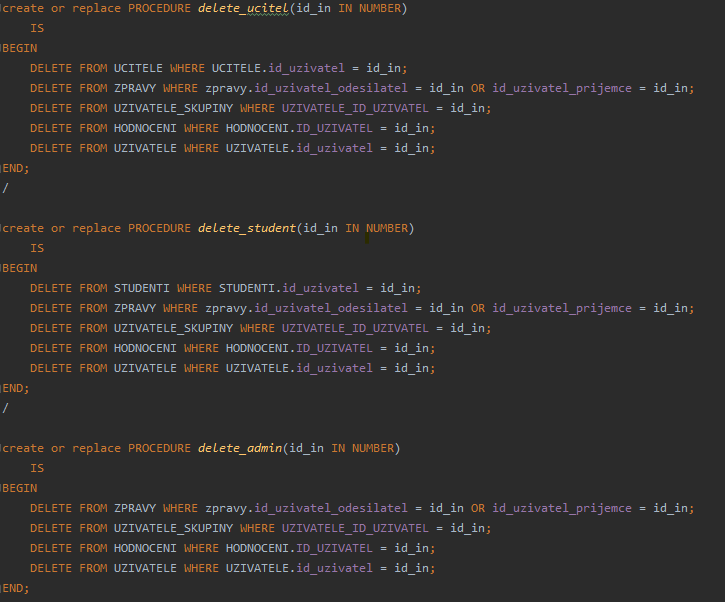 create or replace PROCEDURE delete_ucitel(id_in IN NUMBER)
IS
BEGIN
DELETE FROM UCITELE WHERE UCITELE.id_uzivatel = id_in;
DELETE FROM ZPRAVY WHERE zpravy.id_uzivatel_odesilatel = id_in OR id_uzivatel_prijemce = id_in;
DELETE FROM UZIVATELE_SKUPINY WHERE UZIVATELE_ID_UZIVATEL = id_in;
DELETE FROM HODNOCENI WHERE HODNOCENI.ID_UZIVATEL = id_in;
DELETE FROM UZIVATELE WHERE UZIVATELE.id_uzivatel = id_in;
END;
/
create or replace PROCEDURE delete_student(id_in IN NUMBER)
IS
BEGIN
DELETE FROM STUDENTI WHERE STUDENTI.id_uzivatel = id_in;
DELETE FROM ZPRAVY WHERE zpravy.id_uzivatel_odesilatel = id_in OR id_uzivatel_prijemce = id_in;
DELETE FROM UZIVATELE_SKUPINY WHERE UZIVATELE_ID_UZIVATEL = id_in;
DELETE FROM HODNOCENI WHERE HODNOCENI.ID_UZIVATEL = id_in;
DELETE FROM UZIVATELE WHERE UZIVATELE.id_uzivatel = id_in;
END;
/
create or replace PROCEDURE delete_admin(id_in IN NUMBER)
IS
BEGIN
DELETE FROM ZPRAVY WHERE zpravy.id_uzivatel_odesilatel = id_in OR id_uzivatel_prijemce = id_in;
DELETE FROM UZIVATELE_SKUPINY WHERE UZIVATELE_ID_UZIVATEL = id_in;
DELETE FROM HODNOCENI WHERE HODNOCENI.ID_UZIVATEL = id_in;
DELETE FROM UZIVATELE WHERE UZIVATELE.id_uzivatel = id_in;
END;